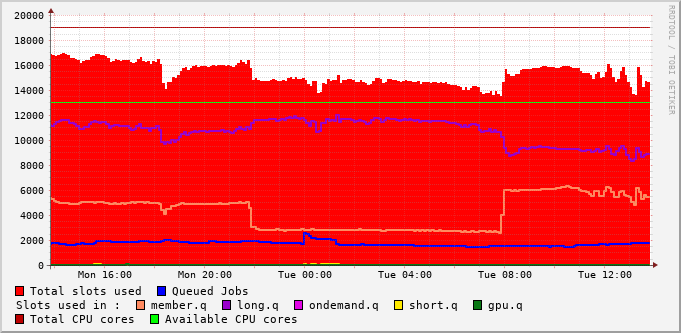 20000
18000
16000
14000
12000
10000
8000
6000
4000
2000
0
Mon 16:00 Mon 20:00 Tue 00:00 Tue 04:00 Tue 08:00 Tue 12:00
RRDTOOL / TOBI OETIKER
Total slots used Queued Jobs
Slots used in : member.q long.q ondemand.q short.q gpu.q
Total CPU cores Available CPU cores